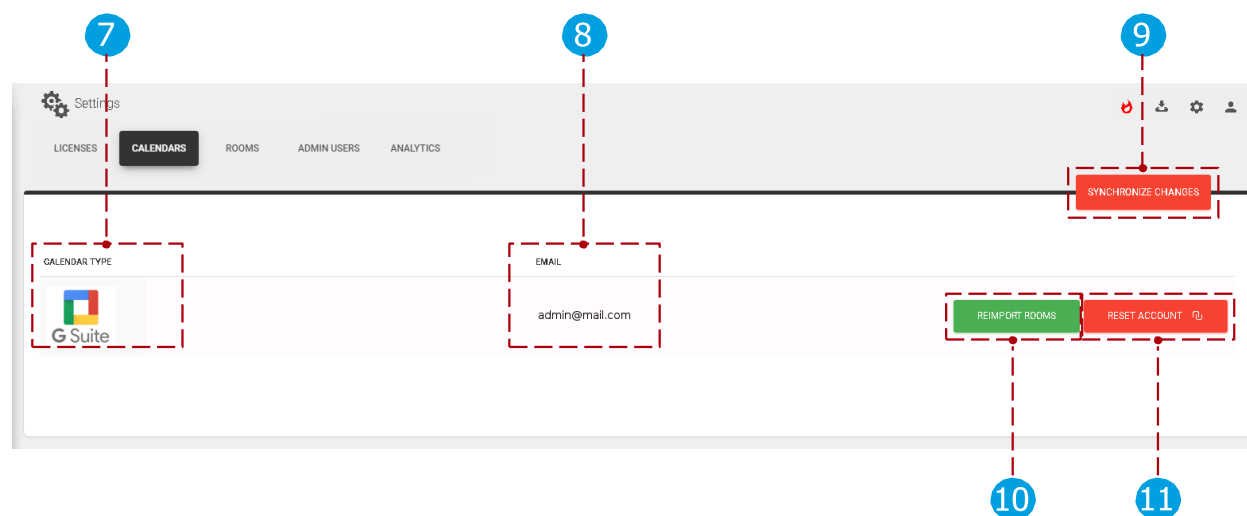 7 8 9
Settings
LICENSES CALENDARS ROOMS ADMIN USERS ANALYTICS
SYNCHRONIZE CHANGES
CALENDAR TYPE EMAIL
G Suite admin@mail.com REIMPORT ROOMS RESET ACCOUNT
10 11